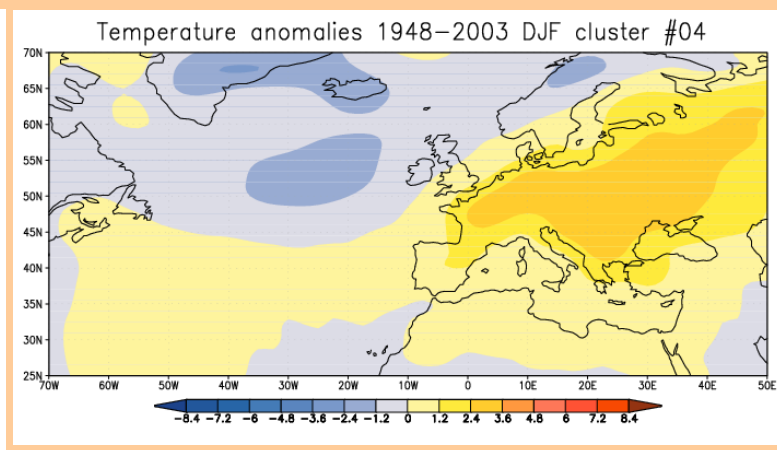 Temperature anomalies 1948-2003 DJF cluster #04
70N
65N
60N
55N
50N
45N
40N
35N
30N
25N
70W 60W 50W 40W 30W 20W 10W 0 10E 20E 30E 40E 50E
-8.4 -7.2 -6 -4.8 -3.6 -2.4 -1.2 0 1.2 2.4 3.6 4.8 6 7.2 8.4